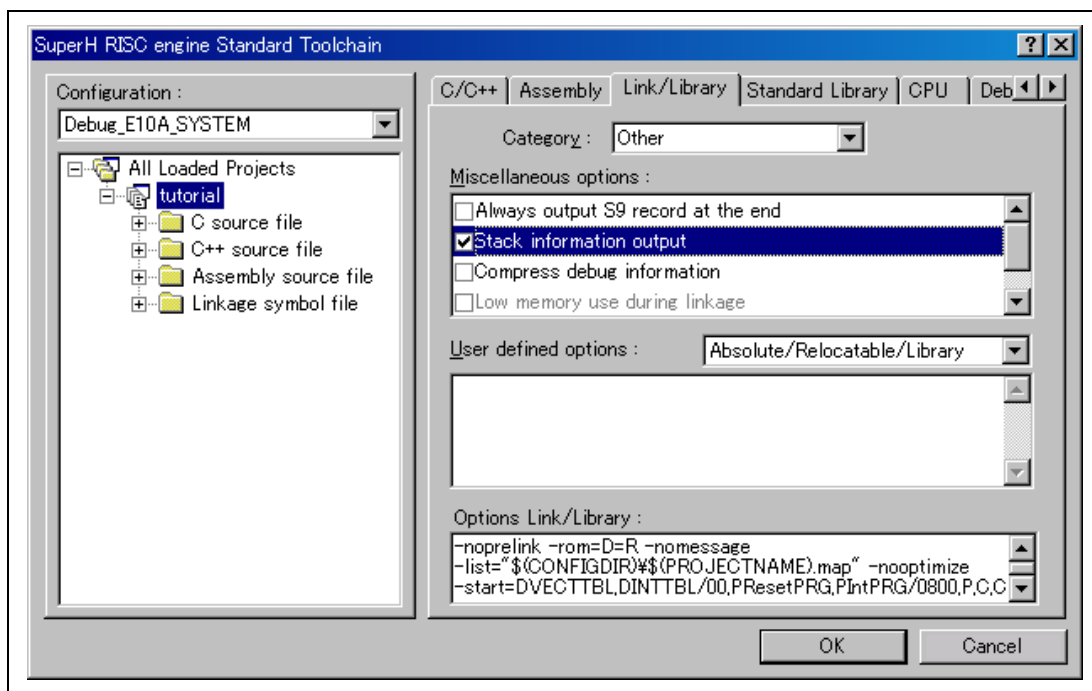 SuperH RISC engine Standard Toolchain
Configuration :
Debug_E10A_SYSTEM
All Loaded Projects
tutorial
C source file
C++ source file
Assembly source file
Linkage symbol file
C/C++ Assembly Link/Library Standard Library CPU Deb
Category : Other
Miscellaneous options :
Always output S9 record at the end
Stack information output
Compress debug information
Low memory use during linkage
User defined options : Absolute/Relocatable/Library
Options Link/Library :
-noprelink -rom=D=R -nomessage
-list="$(CONFIGDIR)¥$(PROJECTNAME).map" -nooptimize
-start=DVECTTBL,DINTTBL/00,PResetPRG,PIntPRG/0800,P,C,C
OK Cancel